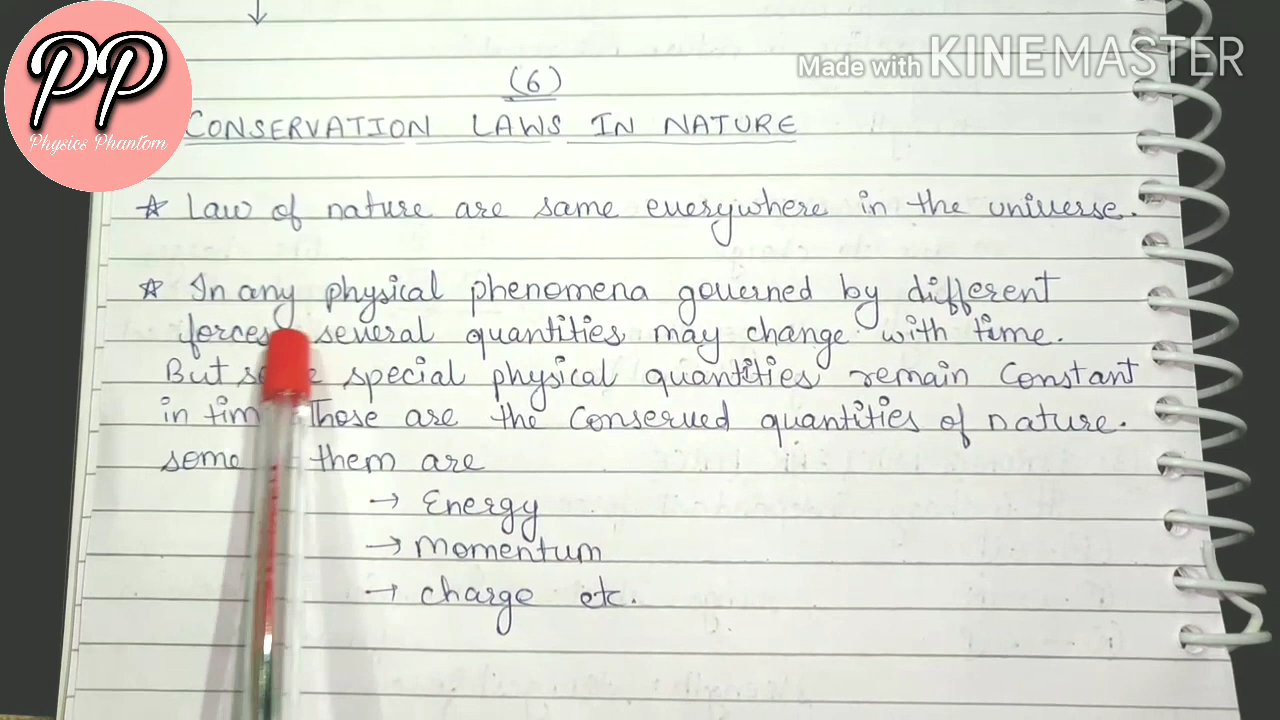 PP
Physics Phantom
Made with KINEMASTER
(6)
CONSERVATION LAWS IN NATURE
☆ Law of nature are same everywhere in the universe.
☆ In any physical phenomena governed by different
forces several quantities may change with time.
But special physical quantities remain constant
in Those are the conserved quantities of nature.
some them are
→ Energy
→ momentum
→ charge etc.